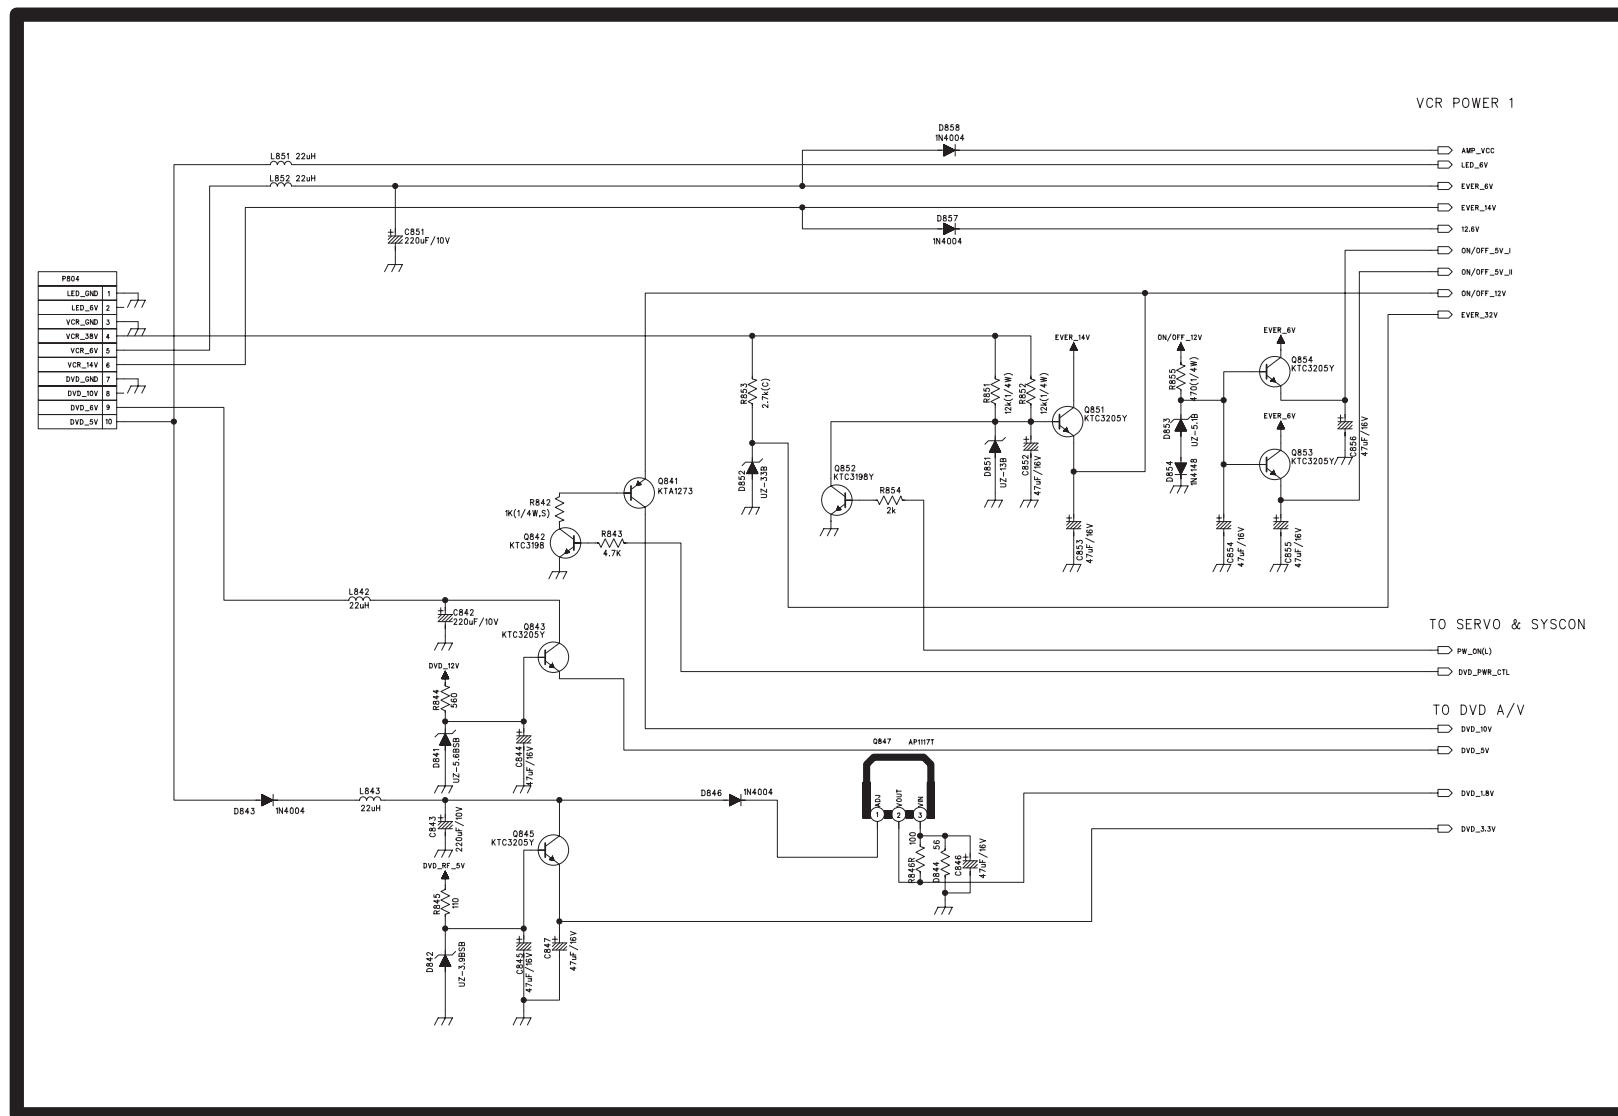 VCR POWER 1
D858
1N4004
AMP_VCC
L851 22uH
LED_6V
L852 22uH
EVER_6V
EVER_14V
D857
1N4004
12.6V
C851
220uF/10V
ON/OFF_5V_I
ON/OFF_5V_II
ON/OFF_12V
EVER_32V
P804
LED_GND 1
LED_6V 2
VCR_GND 3
VCR_38V 4
VCR_6V 5
VCR_14V 6
DVD_GND 7
DVD_10V 8
DVD_6V 9
DVD_5V 10
R853
2.7k(C)
R851
12k(1/4W)
R852
12k(1/4W)
EVER_14V
Q851
KTC3205Y
ON/OFF_12V
R855
470(1/4W)
EVER_6V
Q854
KTC3205Y
D853
UZ-5.1B
EVER_6V
C856
47uF/16V
D854
1N4148
Q853
KTC3205Y
D852
UZ-33B
D851
UZ-13B
C852
47uF/16V
Q852
KTC3198Y
R854
2k
Q841
KTA1273
R842
1K(1/4W,S)
Q842
KTC3198
R843
4.7K
C853
47uF/16V
C854
47uF/16V
C855
47uF/16V
L842
22uH
C842
220uF/10V
Q843
KTC3205Y
TO SERVO & SYSCON
PW_ON(L)
DVD_PWR_CTL
DVD_12V
R844
560
D841
UZ-5.6BSB
C844
47uF/16V
TO DVD A/V
DVD_10V
DVD_5V
Q847 AP1117T
ADJ
VOUT
VIN
1
2
3
D843 1N4004
L843
22uH
D846 1N4004
DVD_1.8V
C843
220uF/10V
Q845
KTC3205Y
DVD_3.3V
R846R
100
D844
56
C846
47uF/16V
DVD_RF_5V
R845
110
D842
UZ-3.9BSB
C845
47uF/16V
C847
47uF/16V